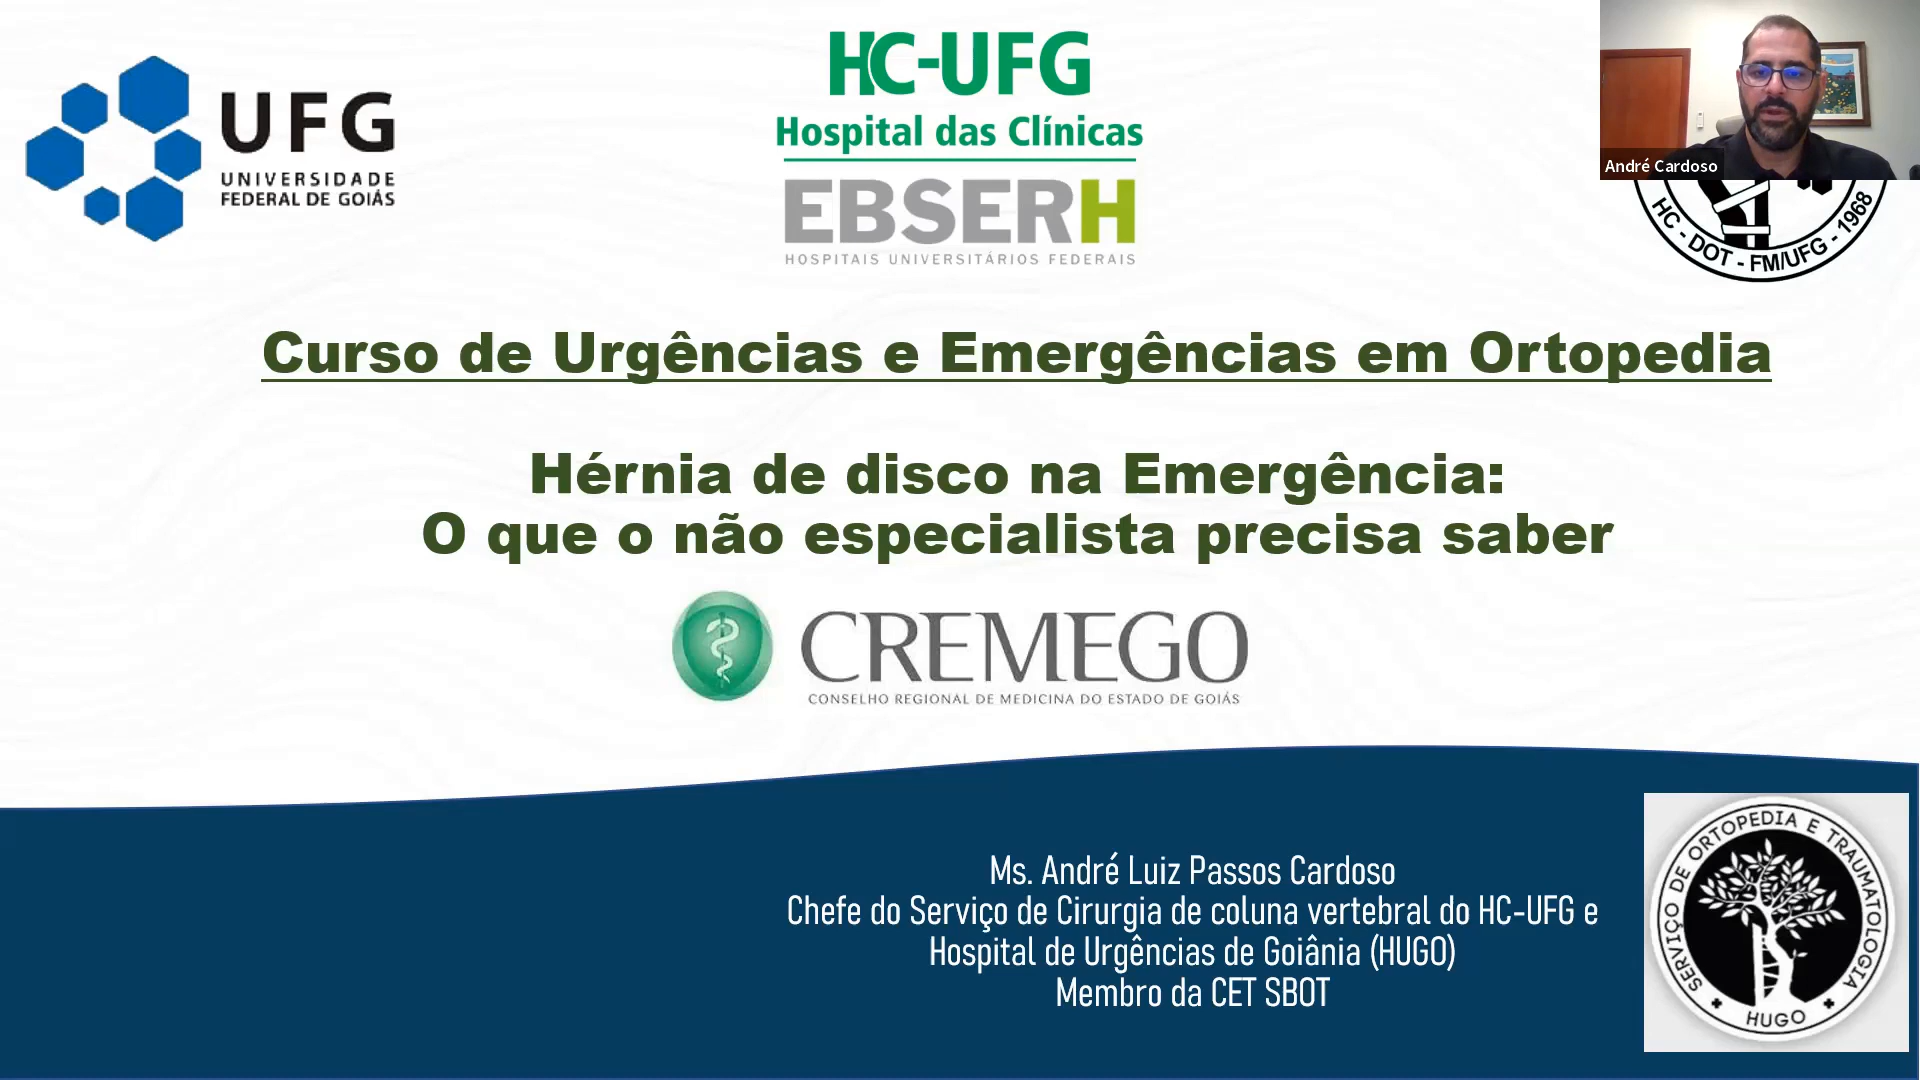 UFG
UNIVERSIDADE
FEDERAL DE GOIÁS
HC-UFG
Hospital das Clínicas
EBSERH
HOSPITAIS UNIVERSITÁRIOS FEDERAIS
André Cardoso
HC - DOT - FM/UFG - 1968
Curso de Urgências e Emergências em Ortopedia
Hérnia de disco na Emergência:
O que o não especialista precisa saber
CREMEGO
CONSELHO REGIONAL DE MEDICINA DO ESTADO DE GOIÁS
Ms. André Luiz Passos Cardoso
Chefe do Serviço de Cirurgia de coluna vertebral do HC-UFG e
Hospital de Urgências de Goiânia (HUGO)
Membro da CET SBOT
SERVIÇO DE ORTOPEDIA E TRAUMATOLOGIA
HUGO